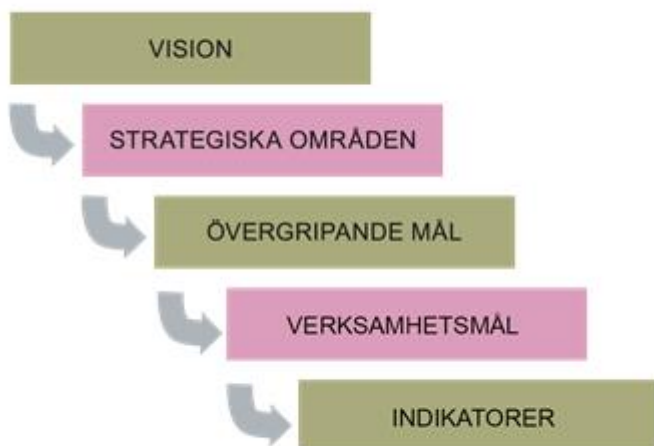 VISION
STRATEGISKA OMRÅDEN
ÖVERGRIPANDE MÅL
VERKSAMHETSMÅL
INDIKATORER